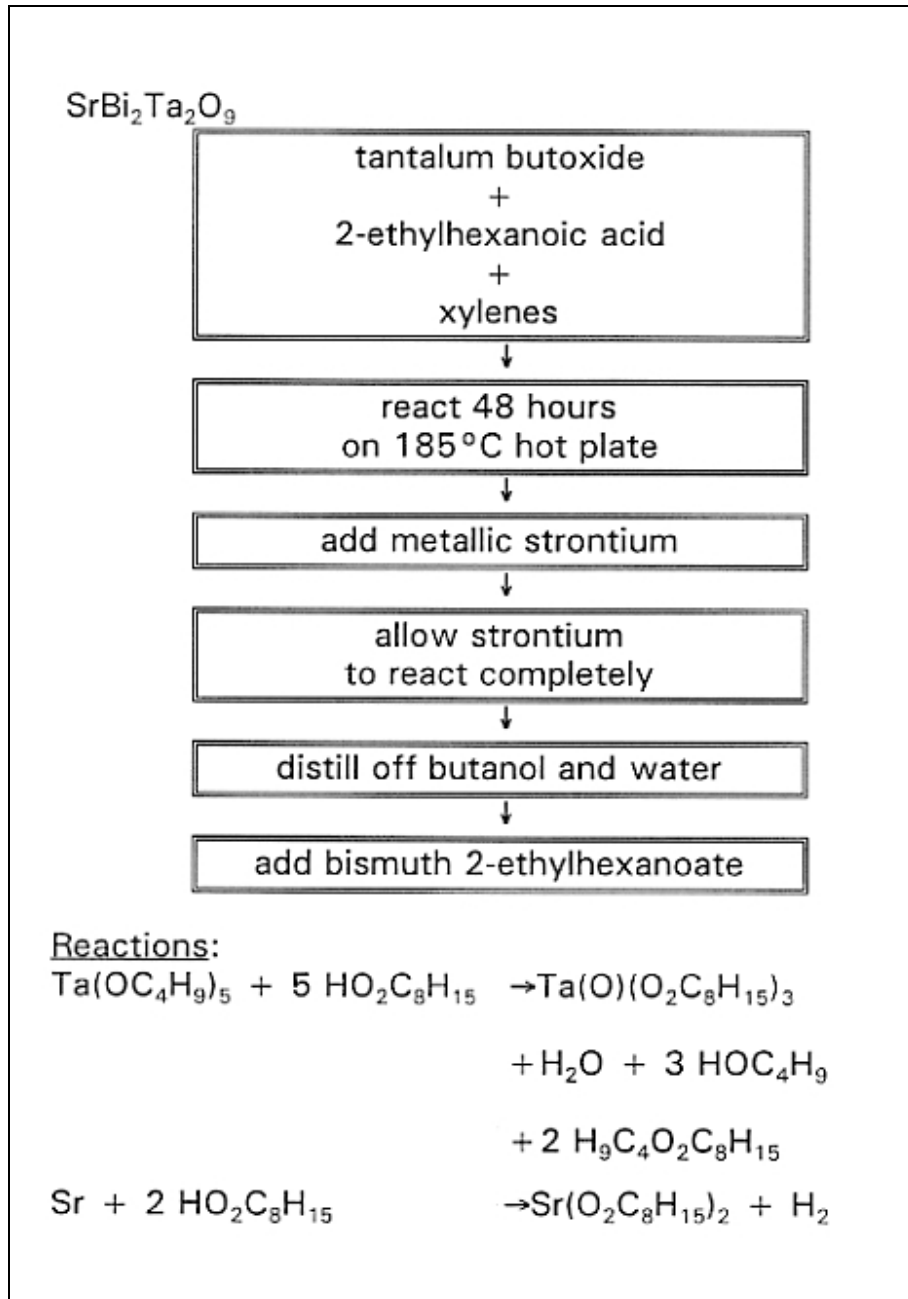 SrBi₂Ta₂O₉
tantalum butoxide
+
2-ethylhexanoic acid
+
xylenes
↓
react 48 hours
on 185°C hot plate
↓
add metallic strontium
↓
allow strontium
to react completely
↓
distill off butanol and water
↓
add bismuth 2-ethylhexanoate
Reactions:
Ta(OC₄H₉)₅ + 5 HO₂C₈H₁₅ →Ta(O)(O₂C₈H₁₅)₃
+H₂O + 3 HOC₄H₉
+2 H₉C₄O₂C₈H₁₅
Sr + 2 HO₂C₈H₁₅ →Sr(O₂C₈H₁₅)₂ + H₂